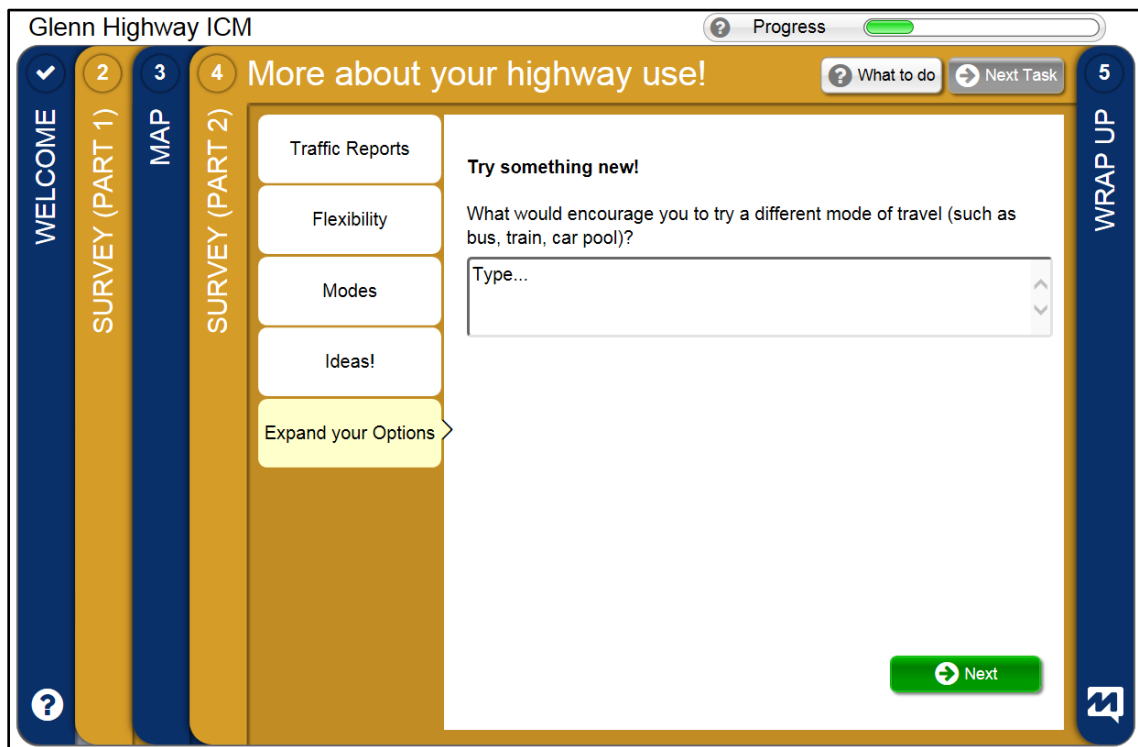 Glenn Highway ICM
? Progress
WELCOME
?
2
SURVEY (PART 1)
3
MAP
4
SURVEY (PART 2)
More about your highway use!
? What to do
Next Task
Traffic Reports
Flexibility
Modes
Ideas!
Expand your Options
Try something new!
What would encourage you to try a different mode of travel (such as
bus, train, car pool)?
Type...
Next
5
WRAP UP